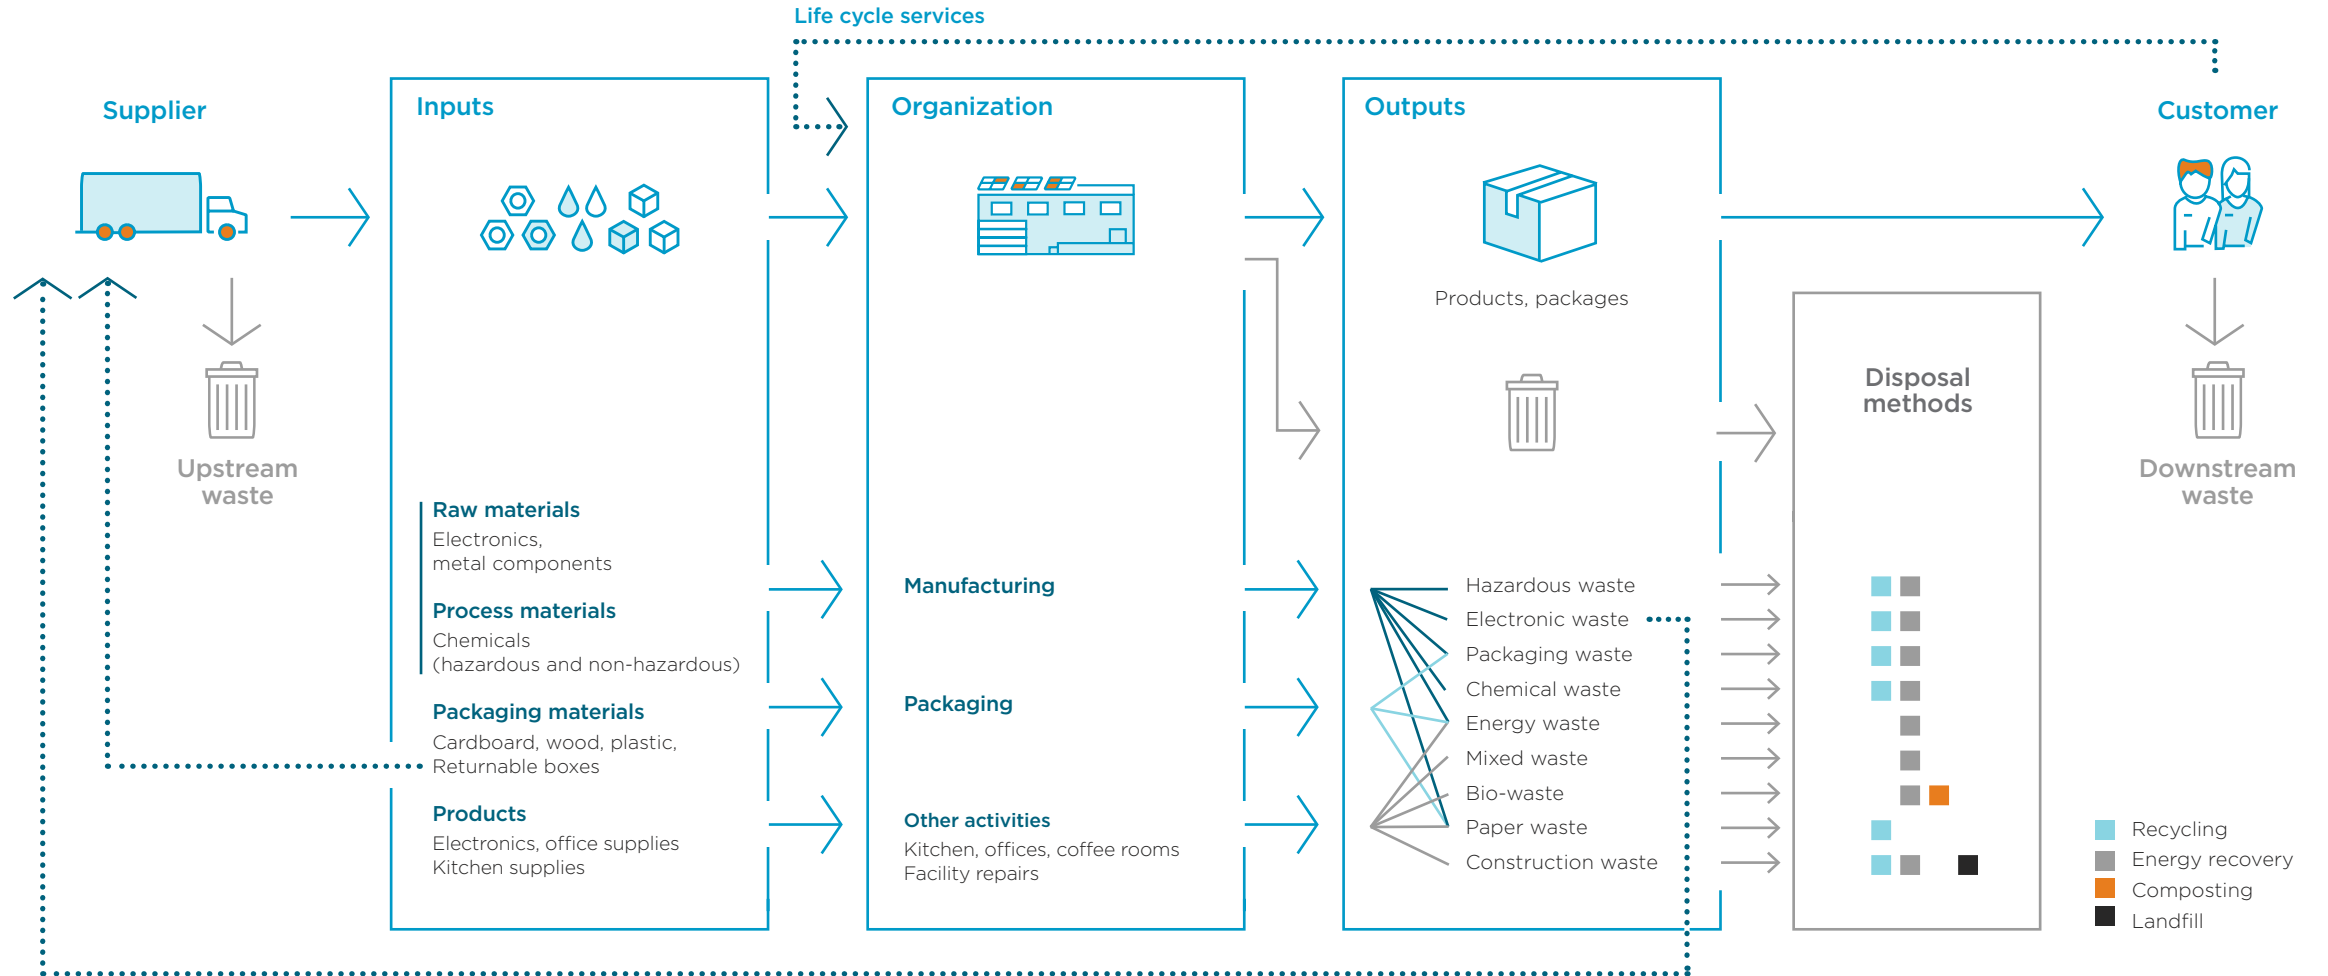 Life cycle services
Supplier
Inputs
Organization
Outputs
Customer
Products, packages
Upstream
waste
Disposal
methods
Downstream
waste
Raw materials
Electronics,
metal components
Process materials
Chemicals
(hazardous and non-hazardous)
Packaging materials
Cardboard, wood, plastic,
Returnable boxes
Products
Electronics, office supplies
Kitchen supplies
Manufacturing
Packaging
Other activities
Kitchen, offices, coffee rooms
Facility repairs
Hazardous waste
Electronic waste
Packaging waste
Chemical waste
Energy waste
Mixed waste
Bio-waste
Paper waste
Construction waste
Recycling
Energy recovery
Composting
Landfill